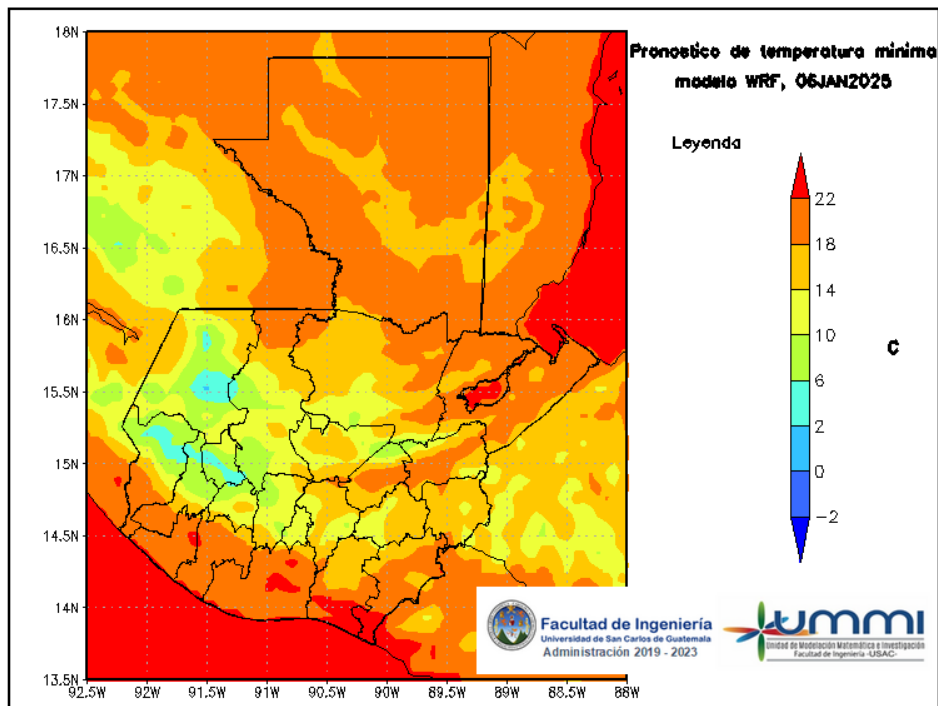 Pronostico de temperatura minima
modelo WRF, 06JAN2025
Leyenda
22
18
14
10
6
2
0
-2
C
18N
17.5N
17N
16.5N
16N
15.5N
15N
14.5N
14N
13.5N
92.5W 92W 91.5W 91W 90.5W 90W 89.5W 89W 88.5W 88W
Facultad de Ingeniería
Universidad de San Carlos de Guatemala
Administración 2019 - 2023
ummi
Unidad de Modelación Matemática e Investigación
Facultad de Ingeniería -USAC-